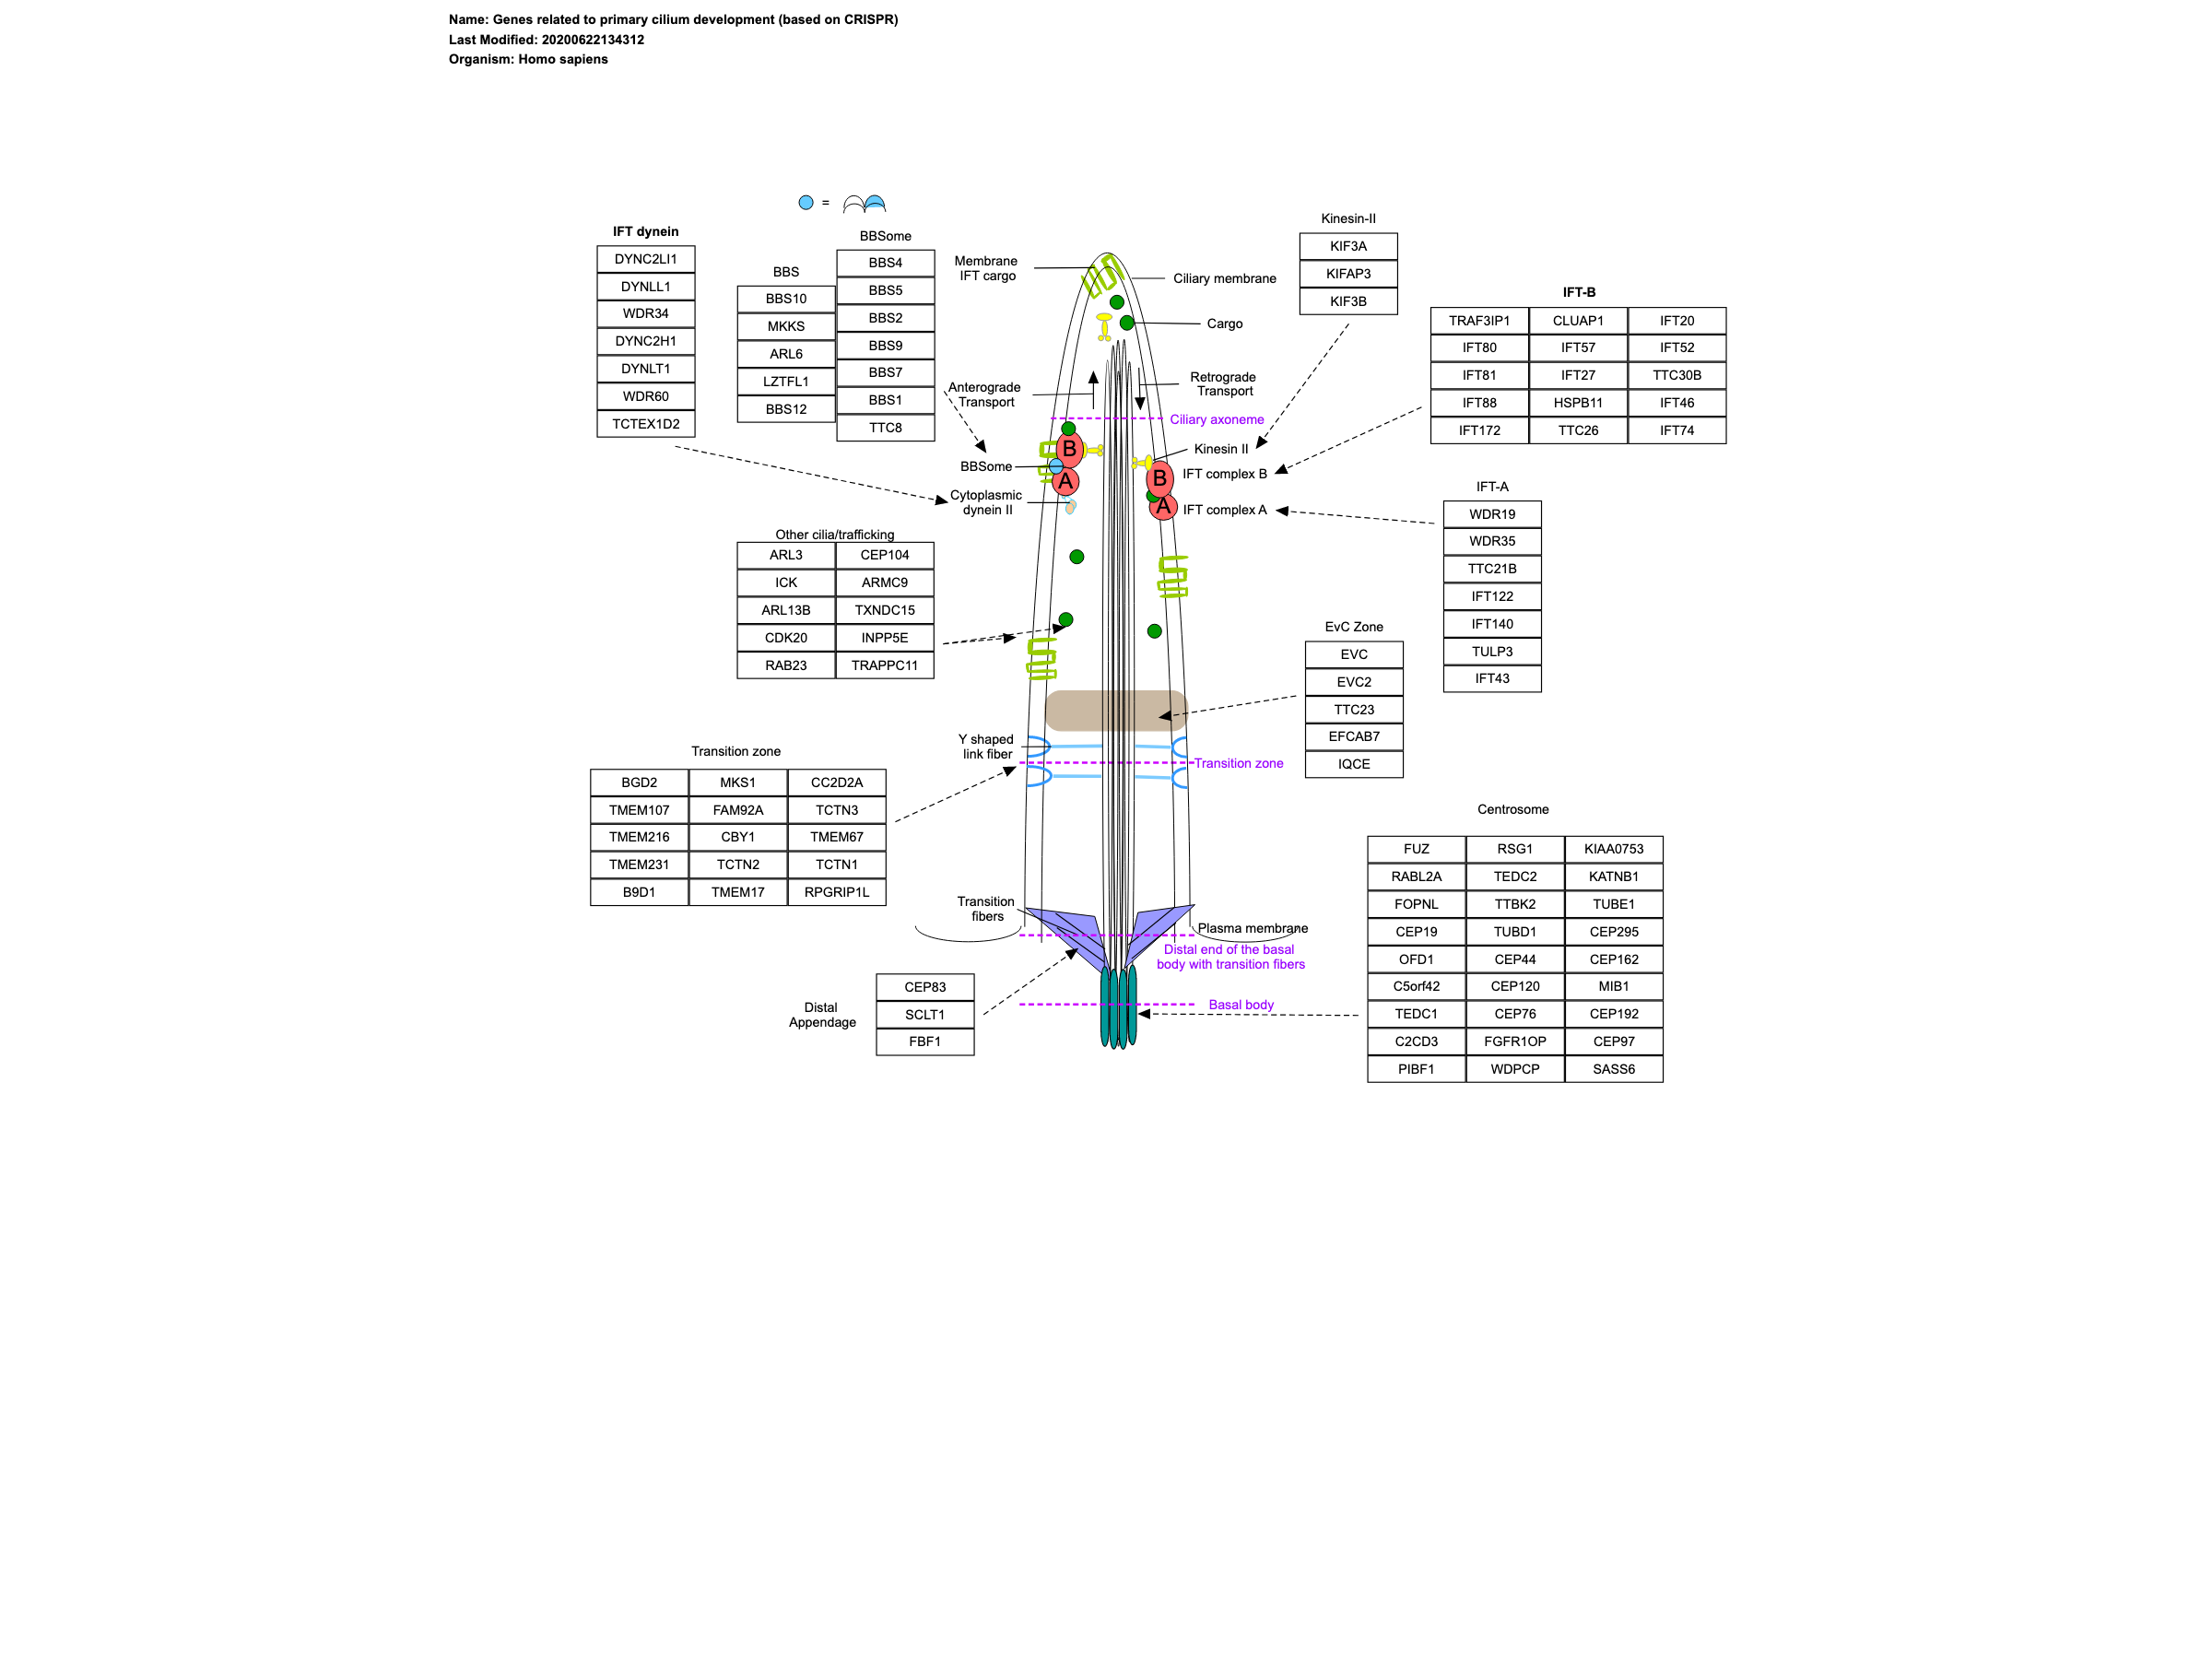 Name: Genes related to primary cilium development (based on CRISPR)
Last Modified: 20200622134312
Organism: Homo sapiens
=
IFT dynein
DYNC2LI1
DYNLL1
WDR34
DYNC2H1
DYNLT1
WDR60
TCTEX1D2
BBS
BBS10
MKKS
ARL6
LZTFL1
BBS12
BBSome
BBS4
BBS5
BBS2
BBS9
BBS7
BBS1
TTC8
Membrane
IFT cargo
Ciliary membrane
Cargo
Anterograde
Transport
Retrograde
Transport
Ciliary axoneme
Kinesin II
BBSome
IFT complex B
Cytoplasmic
dynein II
IFT complex A
B
A
B
A
Kinesin-II
KIF3A
KIFAP3
KIF3B
IFT-B
TRAF3IP1 CLUAP1 IFT20
IFT80 IFT57 IFT52
IFT81 IFT27 TTC30B
IFT88 HSPB11 IFT46
IFT172 TTC26 IFT74
IFT-A
WDR19
WDR35
TTC21B
IFT122
IFT140
TULP3
IFT43
Other cilia/trafficking
ARL3 CEP104
ICK ARMC9
ARL13B TXNDC15
CDK20 INPP5E
RAB23 TRAPPC11
EvC Zone
EVC
EVC2
TTC23
EFCAB7
IQCE
Y shaped
link fiber
Transition zone
Transition zone
BGD2 MKS1 CC2D2A
TMEM107 FAM92A TCTN3
TMEM216 CBY1 TMEM67
TMEM231 TCTN2 TCTN1
B9D1 TMEM17 RPGRIP1L
Centrosome
FUZ RSG1 KIAA0753
RABL2A TEDC2 KATNB1
FOPNL TTBK2 TUBE1
CEP19 TUBD1 CEP295
OFD1 CEP44 CEP162
C5orf42 CEP120 MIB1
TEDC1 CEP76 CEP192
C2CD3 FGFR1OP CEP97
PIBF1 WDPCP SASS6
Transition
fibers
Plasma membrane
Distal end of the basal
body with transition fibers
Basal body
Distal
Appendage
CEP83
SCLT1
FBF1